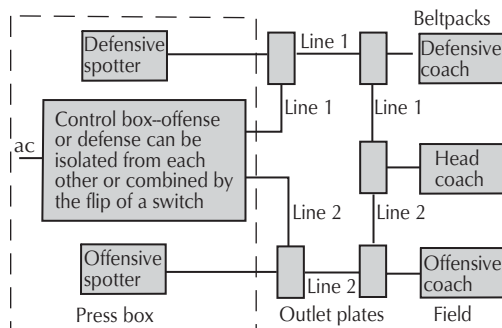 Beltpacks
Defensive
spotter
Line 1
Defensive
coach
Line 1
Line 1
Control box–offense
or defense can be
isolated from each
other or combined by
the flip of a switch
ac
Head
coach
Line 2
Line 2
Offensive
spotter
Line 2
Offensive
coach
Press box
Outlet plates
Field